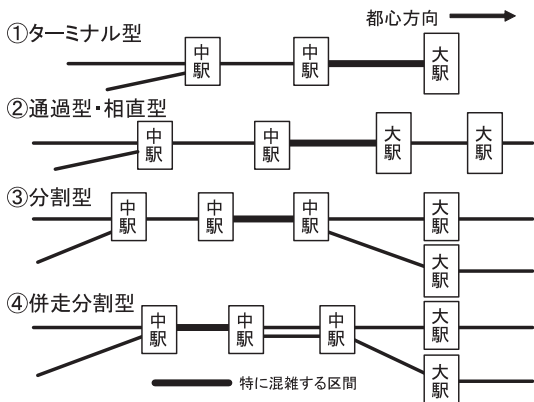 都心方向
①ターミナル型
中駅
中駅
大駅
②通過型・相直型
中駅
中駅
大駅
大駅
③分割型
中駅
中駅
中駅
大駅
大駅
④併走分割型
中駅
中駅
中駅
大駅
大駅
特に混雑する区間